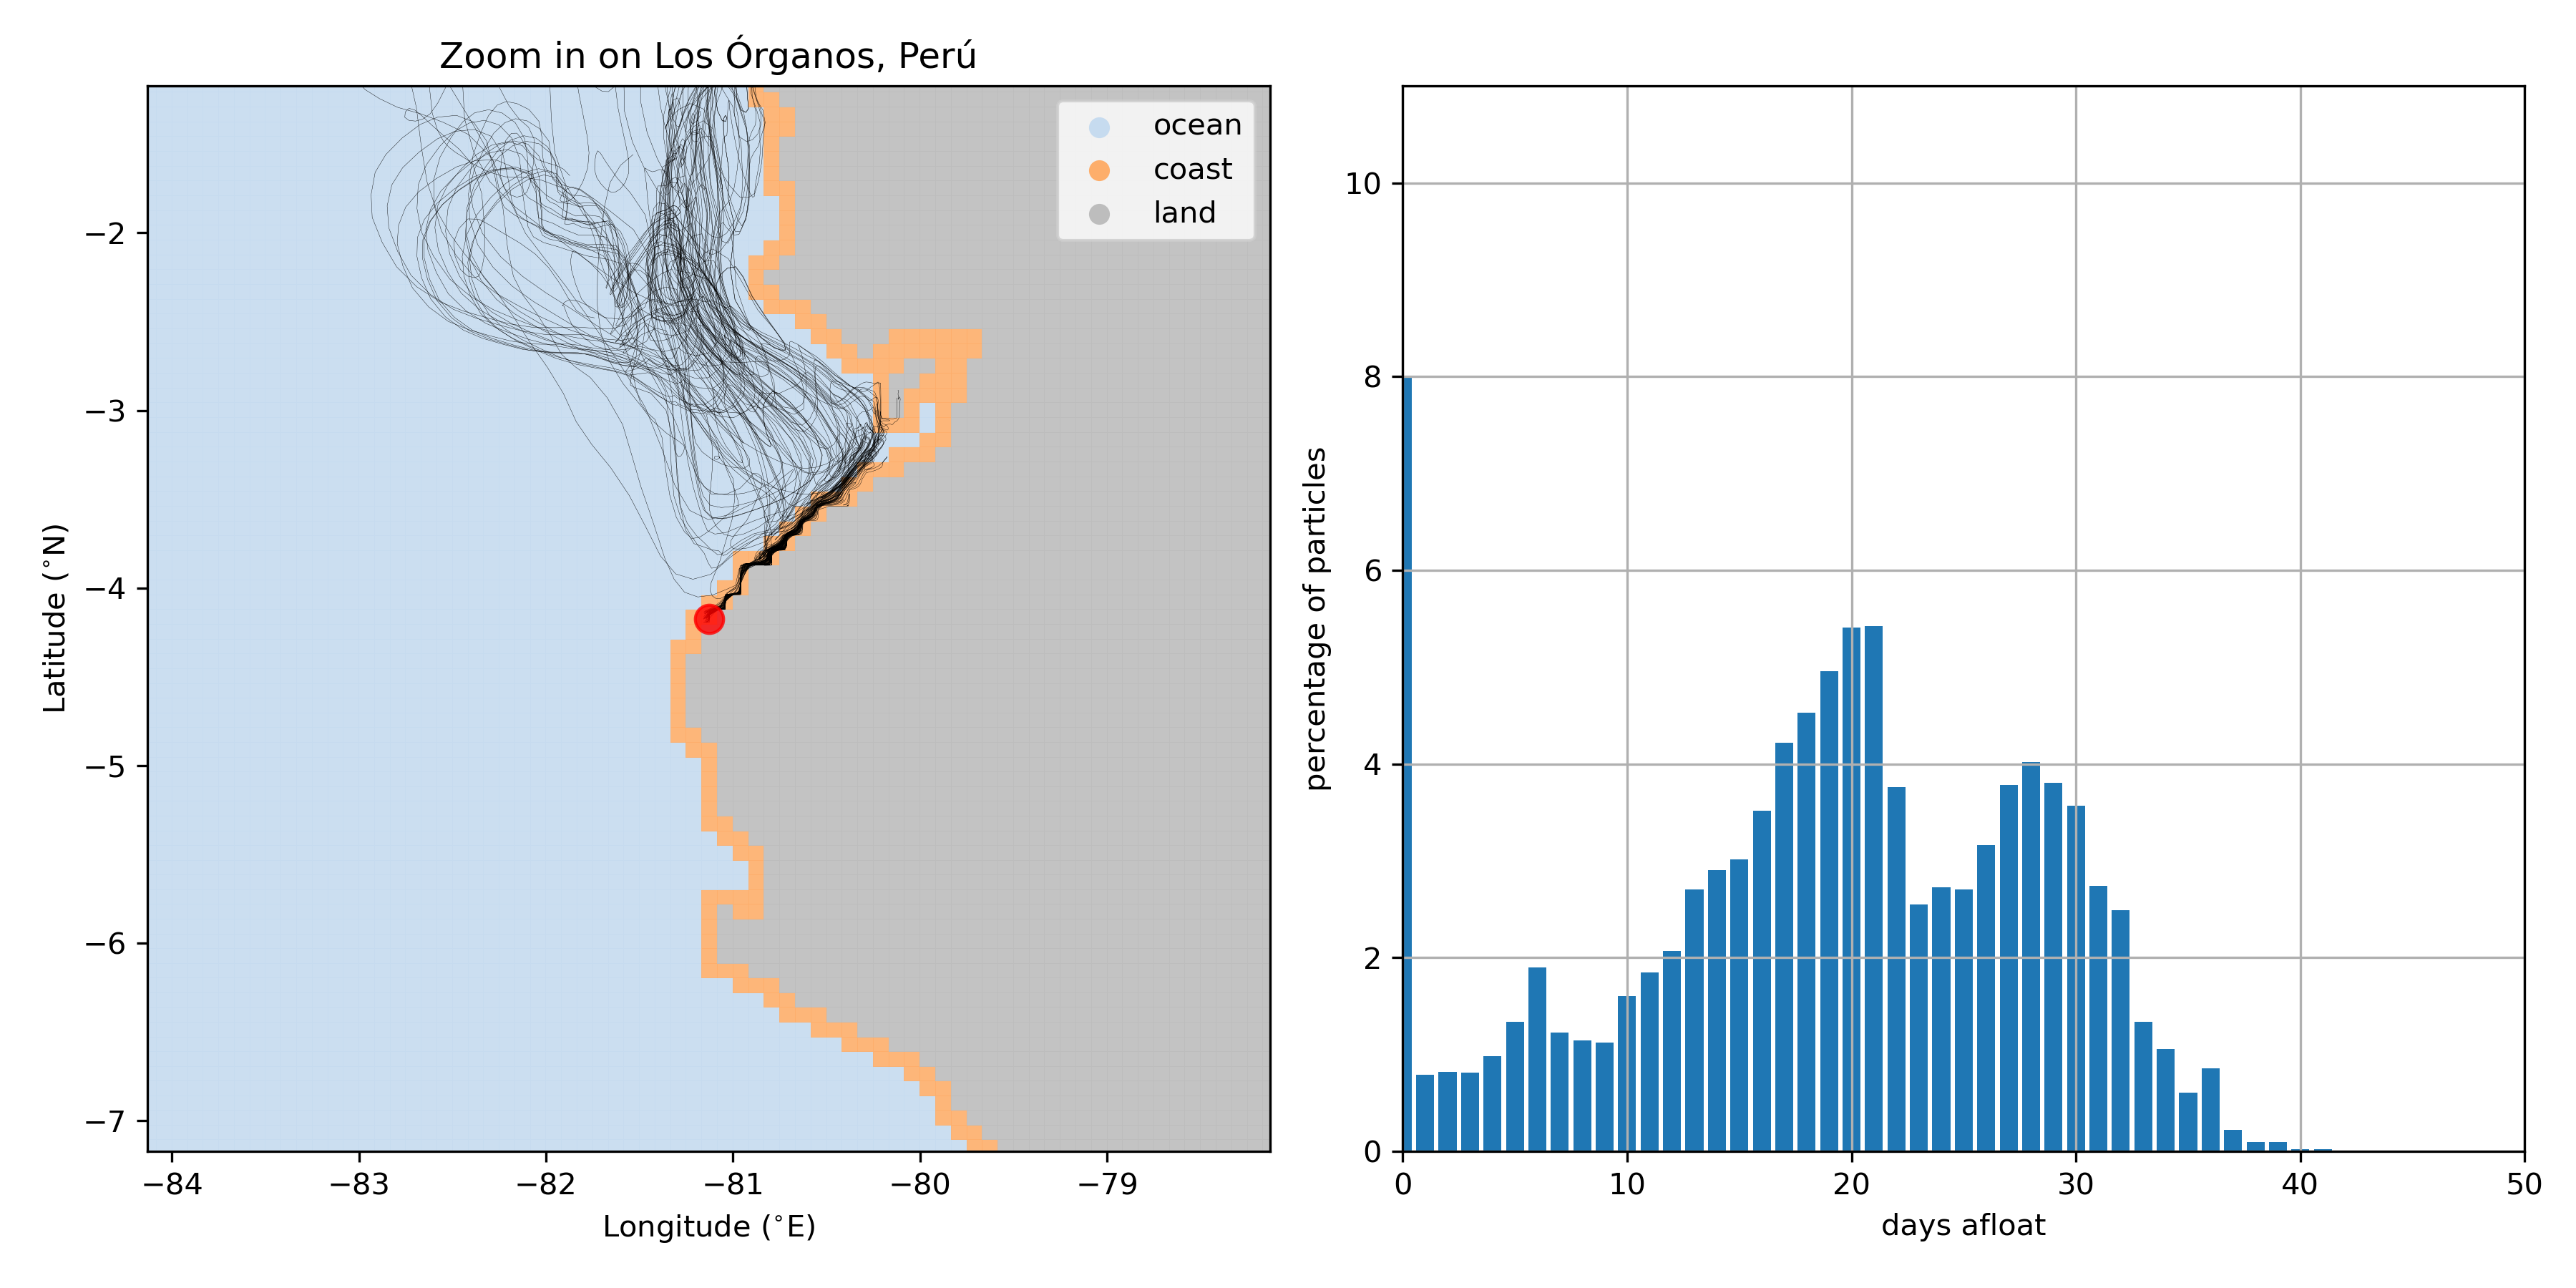 Zoom in on Los Órganos, Perú
ocean
coast
land
Latitude (°N)
−2
−3
−4
−5
−6
−7
−84 −83 −82 −81 −80 −79
Longitude (°E)
percentage of particles
10
8
6
4
2
0
0 10 20 30 40 50
days afloat